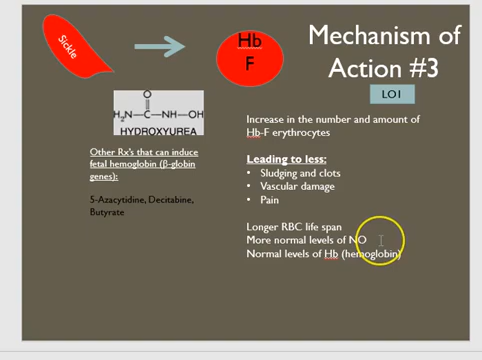 Sickle
Hb
F
Mechanism of
Action #3
LO1
O
H₂N—C—NH—OH
HYDROXYUREA
Increase in the number and amount of
Hb-F erythrocytes
Other Rx's that can induce
fetal hemoglobin (β-globin
genes):
5-Azacytidine, Decitabine,
Butyrate
Leading to less:
• Sludging and clots
• Vascular damage
• Pain
Longer RBC life span
More normal levels of NO
Normal levels of Hb (hemoglobin)